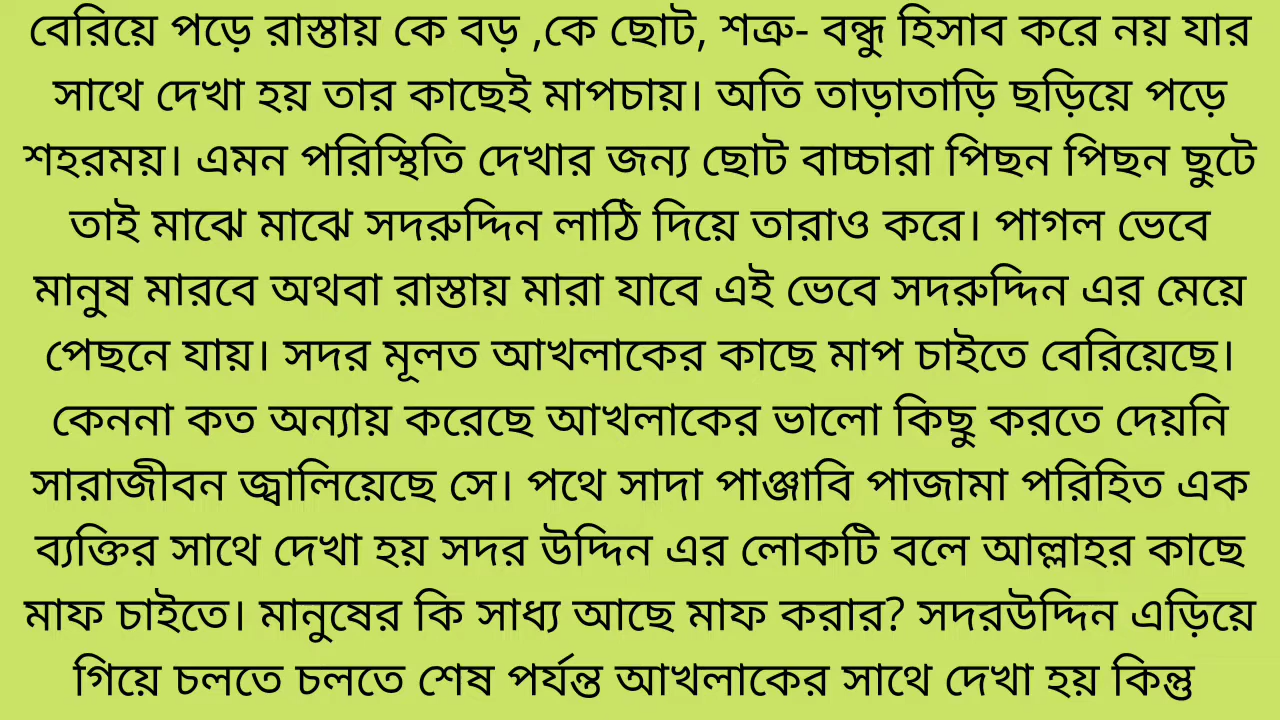 বেরিয়ে পড়ে রাস্তায় কে বড় ,কে ছোট, শত্রু- বন্ধু হিসাব করে নয় যার
সাথে দেখা হয় তার কাছেই মাপচায়। অতি তাড়াতাড়ি ছড়িয়ে পড়ে
শহরময়। এমন পরিস্থিতি দেখার জন্য ছোট বাচ্চারা পিছন পিছন ছুটে
তাই মাঝে মাঝে সদরুদ্দিন লাঠি দিয়ে তারাও করে। পাগল ভেবে
মানুষ মারবে অথবা রাস্তায় মারা যাবে এই ভেবে সদরুদ্দিন এর মেয়ে
পেছনে যায়। সদর মূলত আখলাকের কাছে মাপ চাইতে বেরিয়েছে।
কেননা কত অন্যায় করেছে আখলাকের ভালো কিছু করতে দেয়নি
সারাজীবন জ্বালিয়েছে সে। পথে সাদা পাঞ্জাবি পাজামা পরিহিত এক
ব্যক্তির সাথে দেখা হয় সদর উদ্দিন এর লোকটি বলে আল্লাহর কাছে
মাফ চাইতে। মানুষের কি সাধ্য আছে মাফ করার? সদরউদ্দিন এড়িয়ে
গিয়ে চলতে চলতে শেষ পর্যন্ত আখলাকের সাথে দেখা হয় কিন্তু